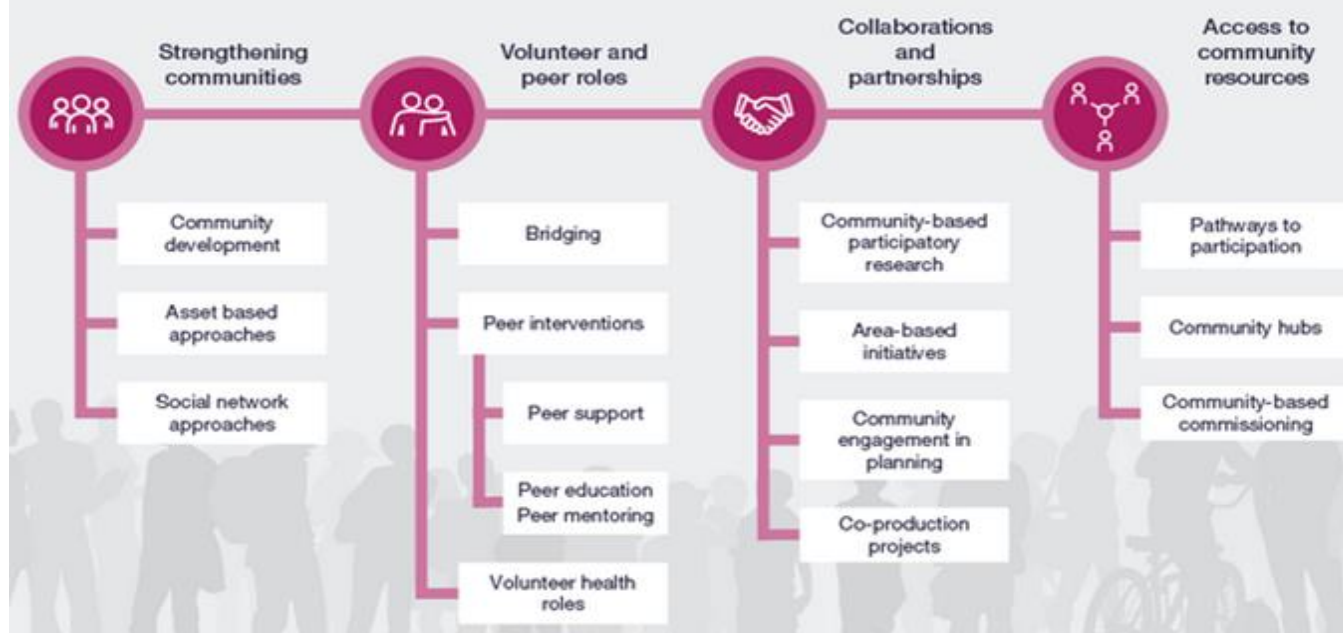 Strengthening
communities
Community
development
Asset based
approaches
Social network
approaches
Volunteer and
peer roles
Bridging
Peer interventions
Peer support
Peer education
Peer mentoring
Volunteer health
roles
Collaborations
and
partnerships
Community-based
participatory
research
Area-based
initiatives
Community
engagement in
planning
Co-production
projects
Access to
community
resources
Pathways to
participation
Community hubs
Community-based
commissioning